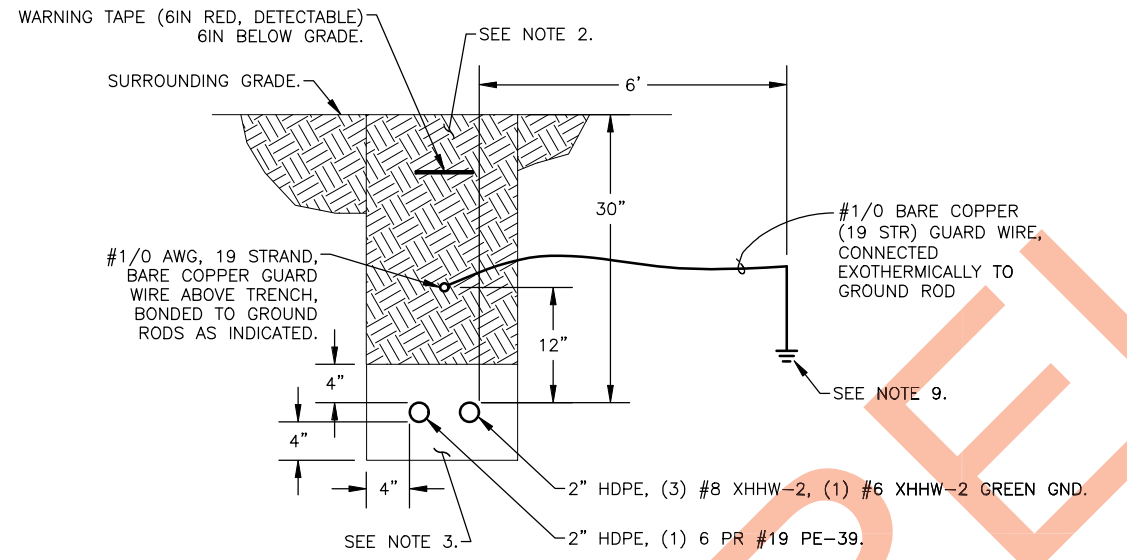 WARNING TAPE (6IN RED, DETECTABLE)
6IN BELOW GRADE.
SEE NOTE 2.
SURROUNDING GRADE.
6'
30"
#1/0 BARE COPPER
(19 STR) GUARD WIRE,
CONNECTED
EXOTHERMICALLY TO
GROUND ROD
#1/0 AWG, 19 STRAND,
BARE COPPER GUARD
WIRE ABOVE TRENCH,
BONDED TO GROUND
RODS AS INDICATED.
12"
4"
SEE NOTE 9.
4"
4"
2" HDPE, (3) #8 XHHW-2, (1) #6 XHHW-2 GREEN GND.
SEE NOTE 3.
2" HDPE, (1) 6 PR #19 PE-39.